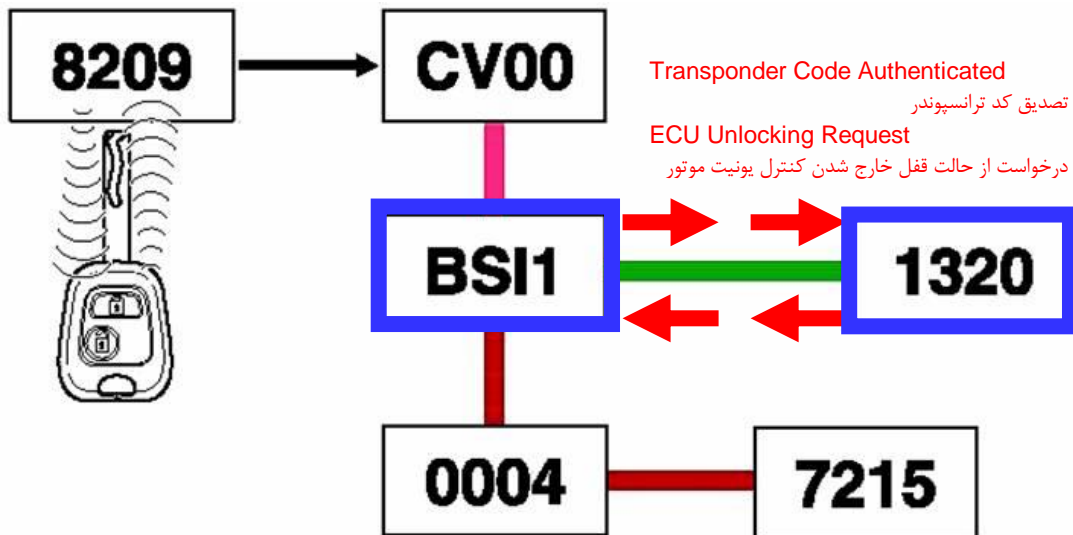 8209
CV00
Transponder Code Authenticated
تصدیق کد ترانسپوندر
ECU Unlocking Request
درخواست از حالت قفل خارج شدن کنترل یونیت موتور
BSI1
1320
0004
7215